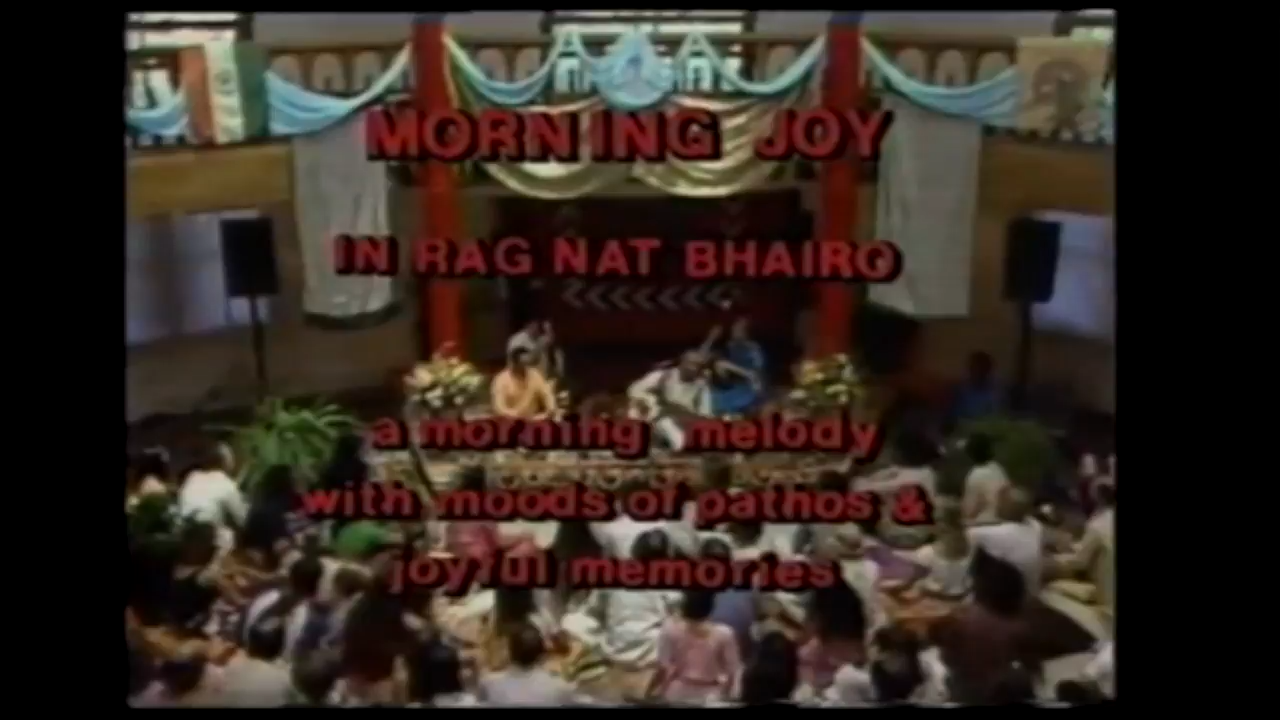 MORNING JOY
IN RAG NAT BHAIRO
a morning melody
with moods of pathos &
joyful memories